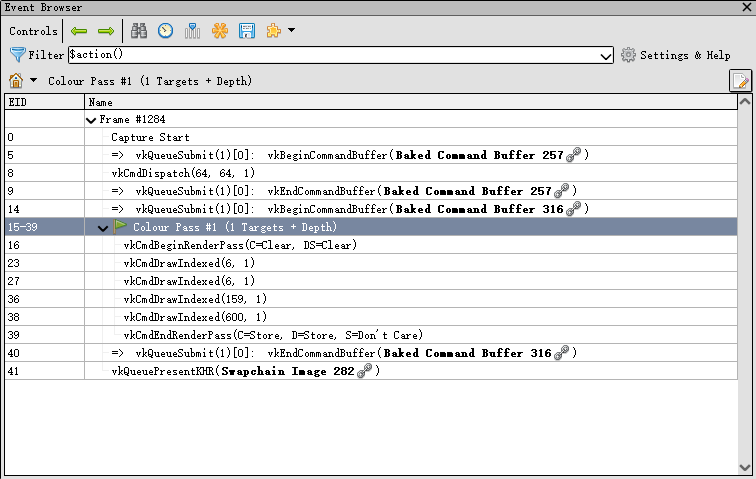 Event Browser
Controls
Filter $action() Settings & Help
Colour Pass #1 (1 Targets + Depth)
EID Name
Frame #1284
0 Capture Start
5 => vkQueueSubmit(1)[0]: vkBeginCommandBuffer(Baked Command Buffer 257)
8 vkCmdDispatch(64, 64, 1)
9 => vkQueueSubmit(1)[0]: vkEndCommandBuffer(Baked Command Buffer 257)
14 => vkQueueSubmit(1)[0]: vkBeginCommandBuffer(Baked Command Buffer 316)
15-39 Colour Pass #1 (1 Targets + Depth)
16 vkCmdBeginRenderPass(C=Clear, DS=Clear)
23 vkCmdDrawIndexed(6, 1)
27 vkCmdDrawIndexed(6, 1)
36 vkCmdDrawIndexed(159, 1)
38 vkCmdDrawIndexed(600, 1)
39 vkCmdEndRenderPass(C=Store, D=Store, S=Don't Care)
40 => vkQueueSubmit(1)[0]: vkEndCommandBuffer(Baked Command Buffer 316)
41 vkQueuePresentKHR(Swapchain Image 282)